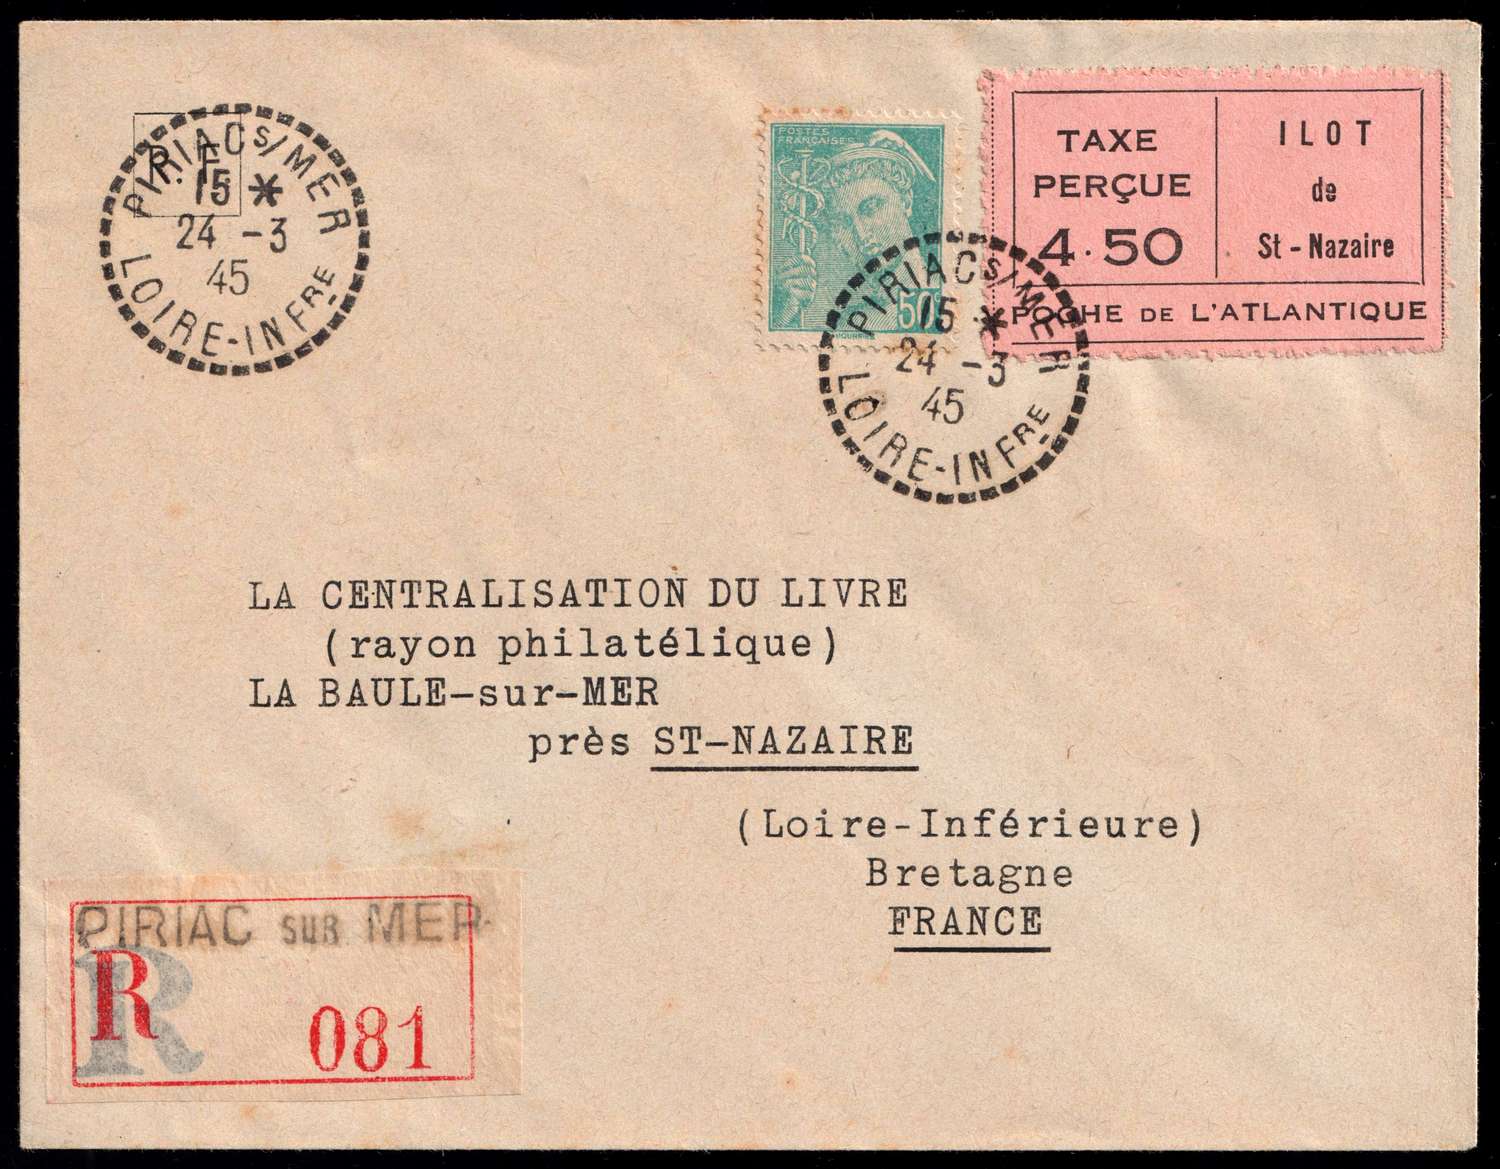 PIRIAC S/MER
R.F.
15 *
24 -3
45
LOIRE-INFRE
POSTES
FRANÇAISES
50c
TAXE
PERÇUE
4.50
ILOT
de
St-Nazaire
POCHE DE L'ATLANTIQUE
PIRIAC S/MER
15 *
24 -3
45
LOIRE-INFRE
LA CENTRALISATION DU LIVRE
(rayon philatélique)
LA BAULE-sur-MER
près ST-NAZAIRE
(Loire-Inférieure)
Bretagne
FRANCE
PIRIAC SUR MER
R
R
081